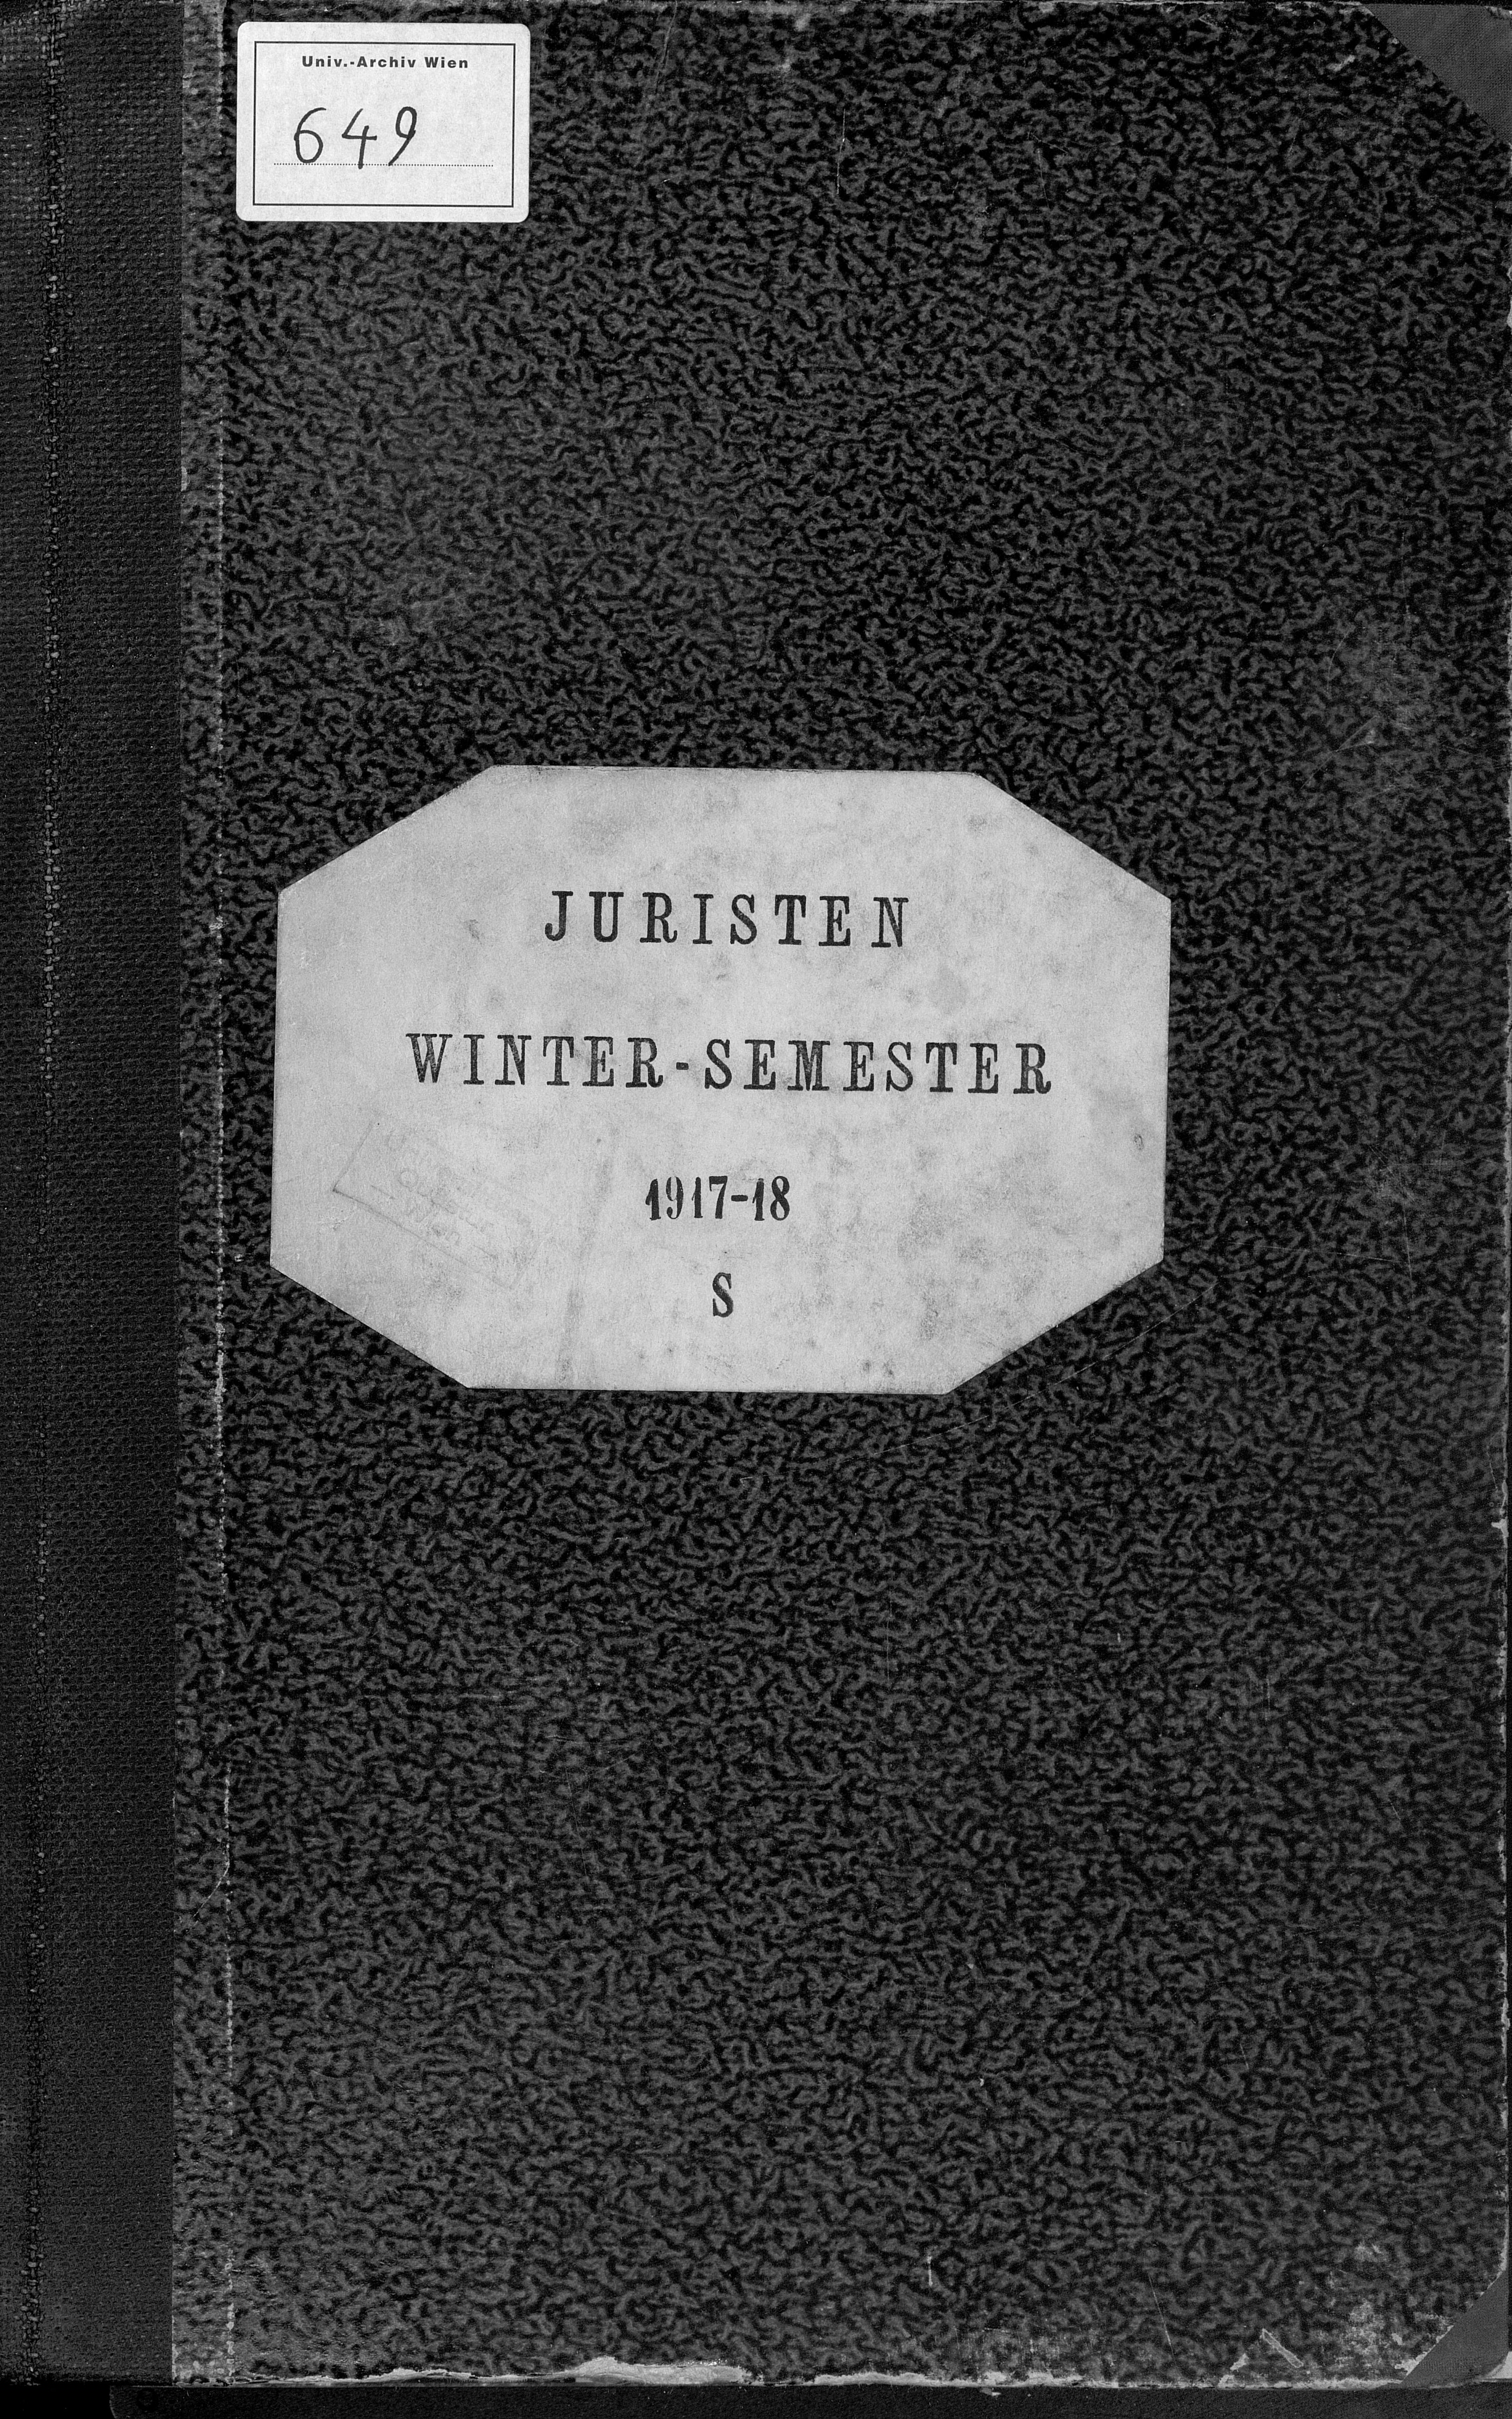 Univ.-Archiv Wien
649
JURISTEN
WINTER-SEMESTER
1917-18
S